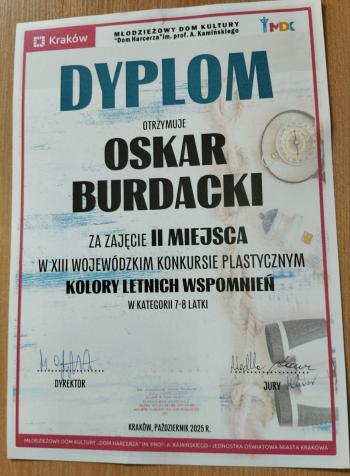 Kraków
MŁODZIEŻOWY DOM KULTURY
"Dom Harcerza" im. prof. A. Kamińskiego
MDK
DYPLOM
OTRZYMUJE
OSKAR
BURDACKI
ZA ZAJĘCIE II MIEJSCA
W XIII WOJEWÓDZKIM KONKURSIE PLASTYCZNYM
KOLORY LETNICH WSPOMNIEŃ
W KATEGORII 7-8 LATKI
DYREKTOR
JURY
KRAKÓW, PAŹDZIERNIK 2025 R.
MŁODZIEŻOWY DOM KULTURY „DOM HARCERZA" IM. PROF. A. KAMIŃSKIEGO - JEDNOSTKA OŚWIATOWA MIASTA KRAKOWA